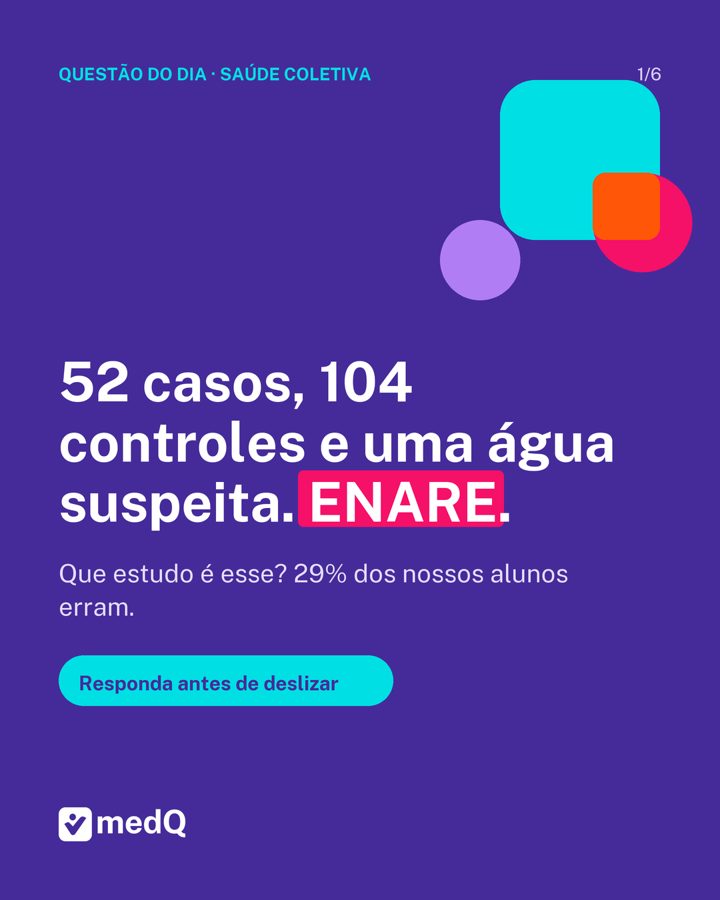 QUESTÃO DO DIA · SAÚDE COLETIVA
1/6
52 casos, 104
controles e uma água
suspeita. ENARE.
Que estudo é esse? 29% dos nossos alunos
erram.
Responda antes de deslizar
medQ